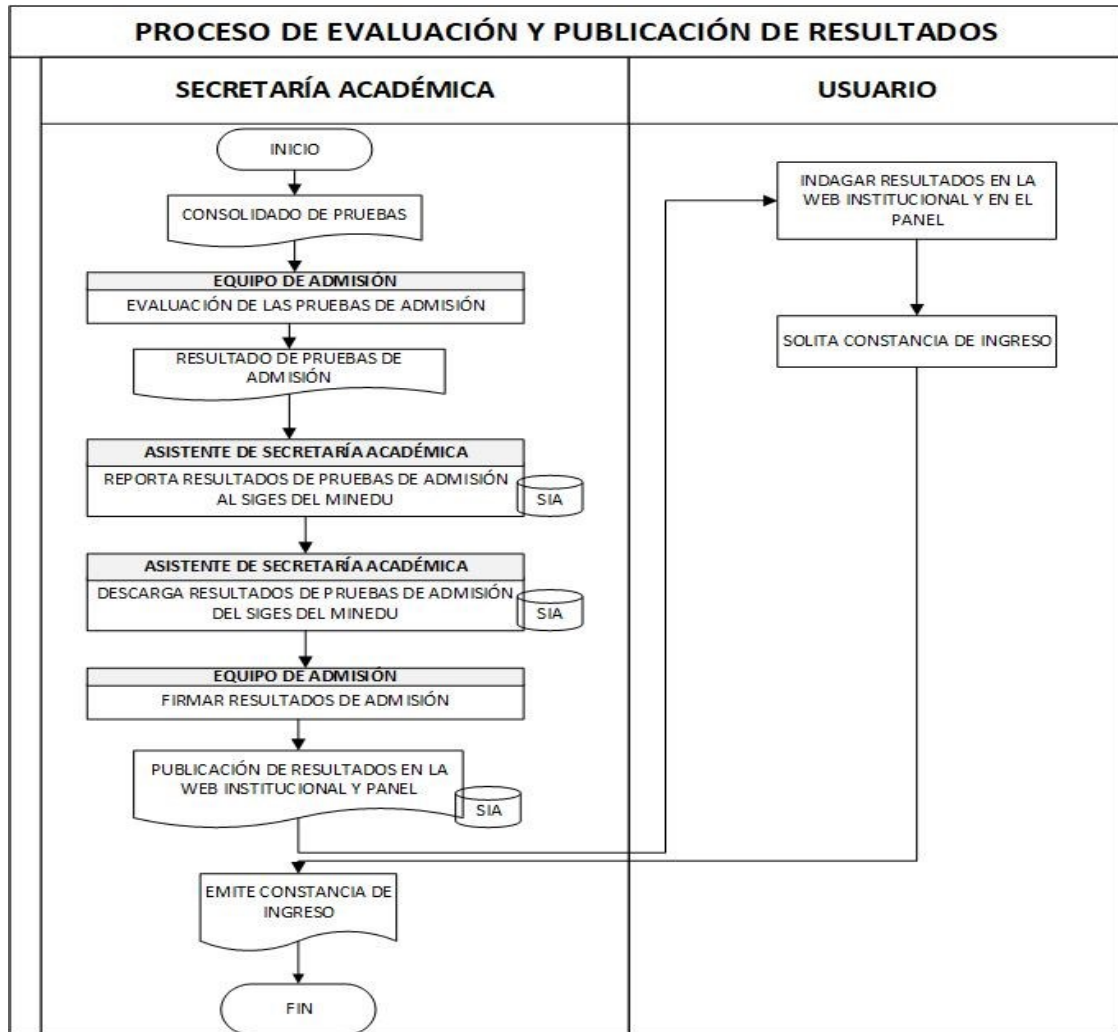 PROCESO DE EVALUACIÓN Y PUBLICACIÓN DE RESULTADOS
SECRETARÍA ACADÉMICA
USUARIO
INICIO
CONSOLIDADO DE PRUEBAS
EQUIPO DE ADMISIÓN
EVALUACIÓN DE LAS PRUEBAS DE ADMISIÓN
RESULTADO DE PRUEBAS DE
ADMISIÓN
ASISTENTE DE SECRETARÍA ACADÉMICA
REPORTA RESULTADOS DE PRUEBAS DE ADMISIÓN
AL SIGES DEL MINEDU
SIA
ASISTENTE DE SECRETARÍA ACADÉMICA
DESCARGA RESULTADOS DE PRUEBAS DE ADMISIÓN
DEL SIGES DEL MINEDU
SIA
EQUIPO DE ADMISIÓN
FIRMAR RESULTADOS DE ADMISIÓN
PUBLICACIÓN DE RESULTADOS EN LA
WEB INSTITUCIONAL Y PANEL
SIA
INDAGAR RESULTADOS EN LA
WEB INSTITUCIONAL Y EN EL
PANEL
SOLITA CONSTANCIA DE INGRESO
EMITE CONSTANCIA DE
INGRESO
FIN